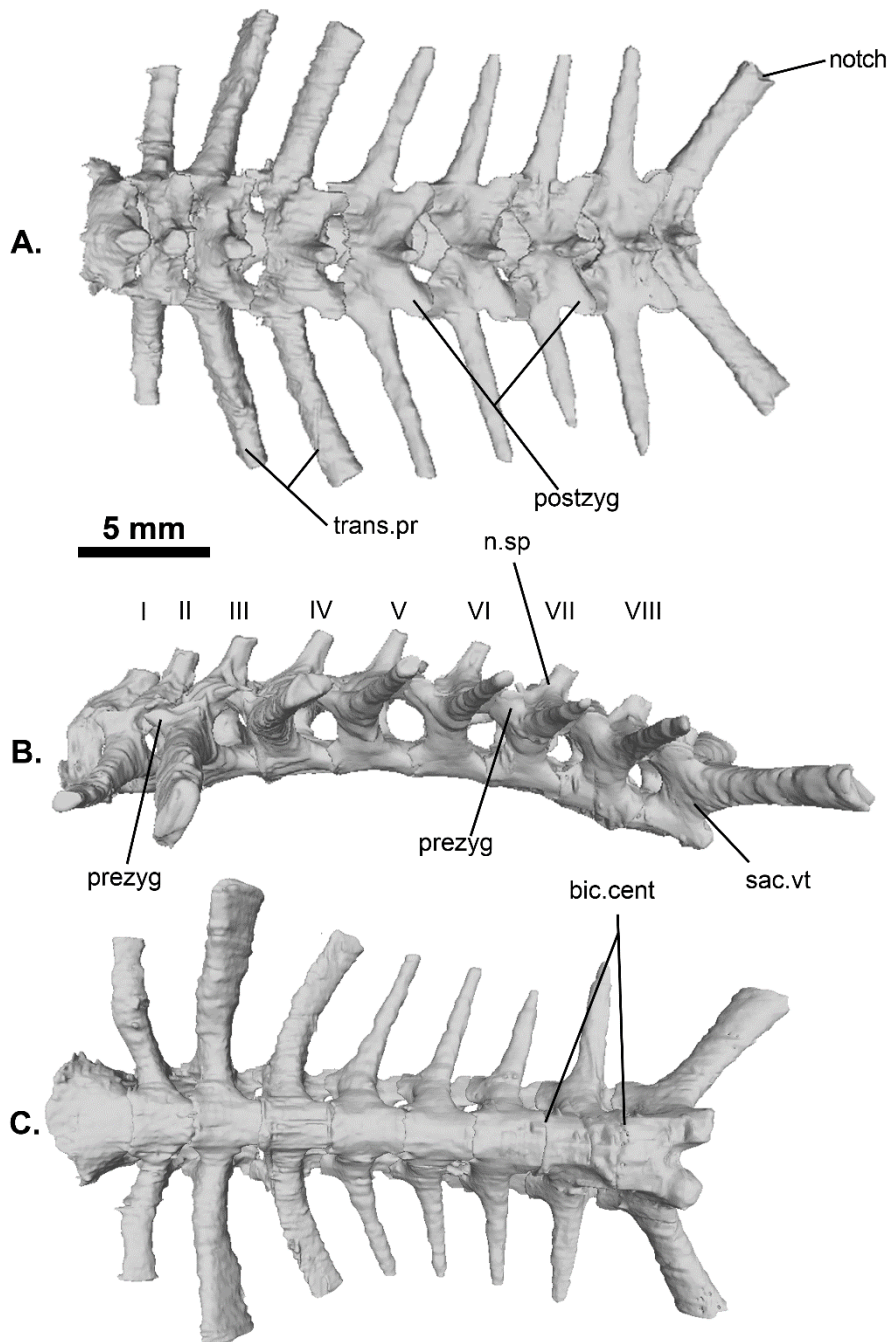 notch
A.
postzyg
trans.pr
5 mm
n.sp
I II III IV V VI VII VIII
B.
prezyg
prezyg
sac.vt
bic.cent
C.